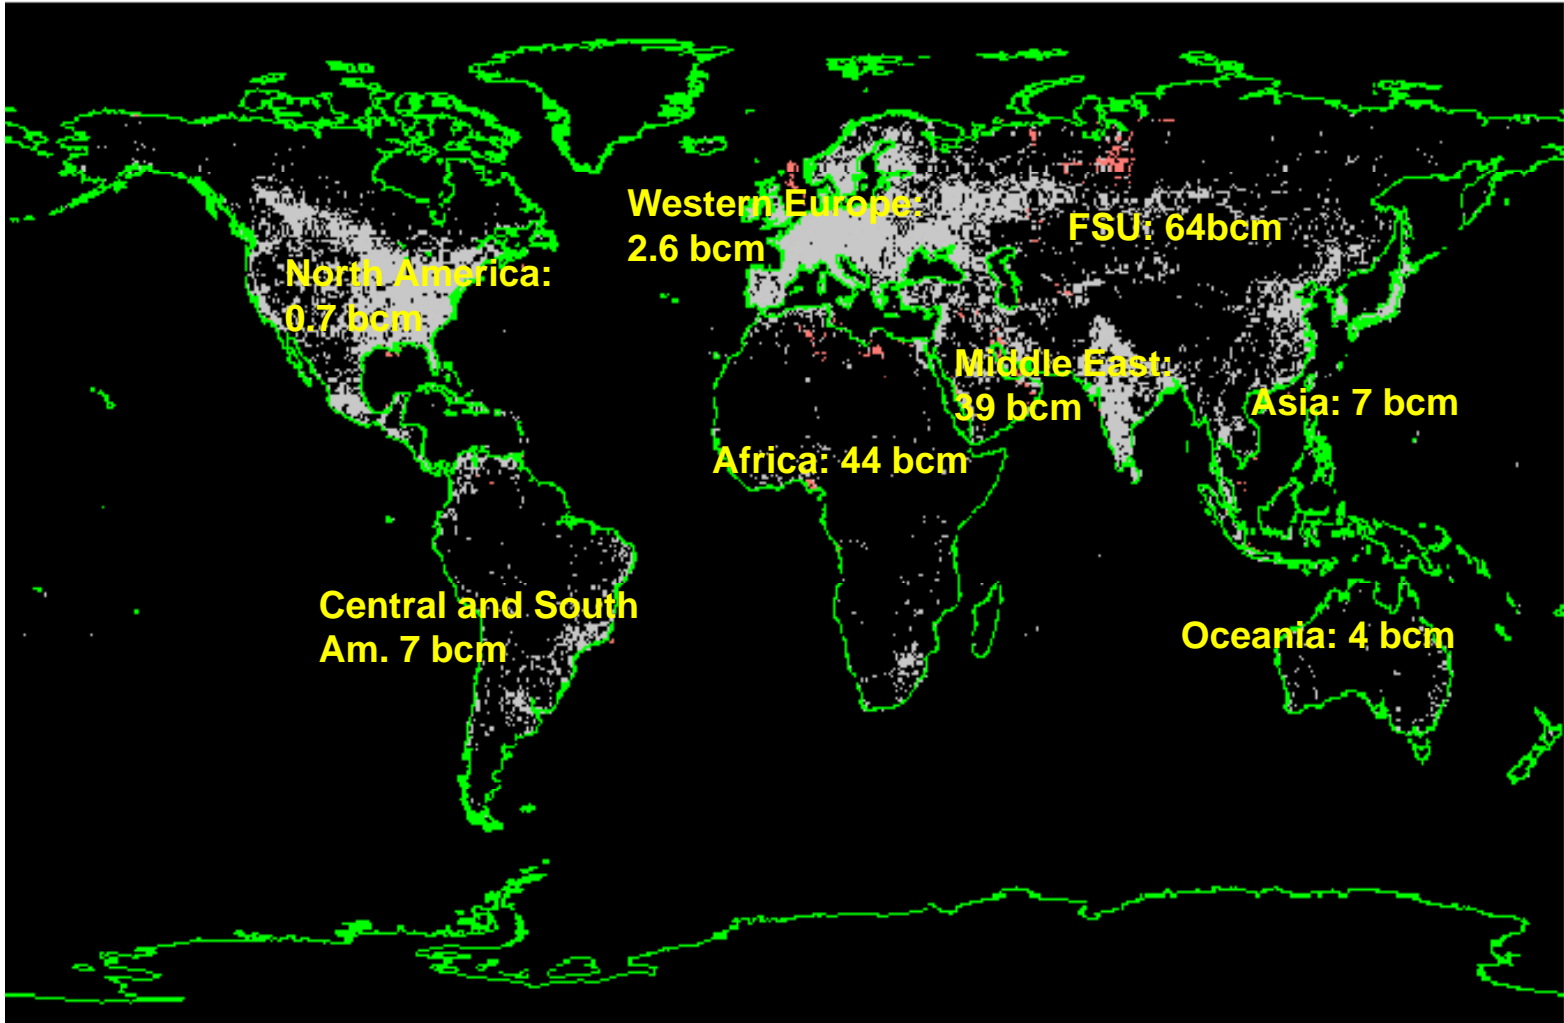 Western Europe:
2.6 bcm
FSU: 64bcm
North America:
0.7 bcm
Middle East:
39 bcm
Asia: 7 bcm
Africa: 44 bcm
Central and South
Am. 7 bcm
Oceania: 4 bcm